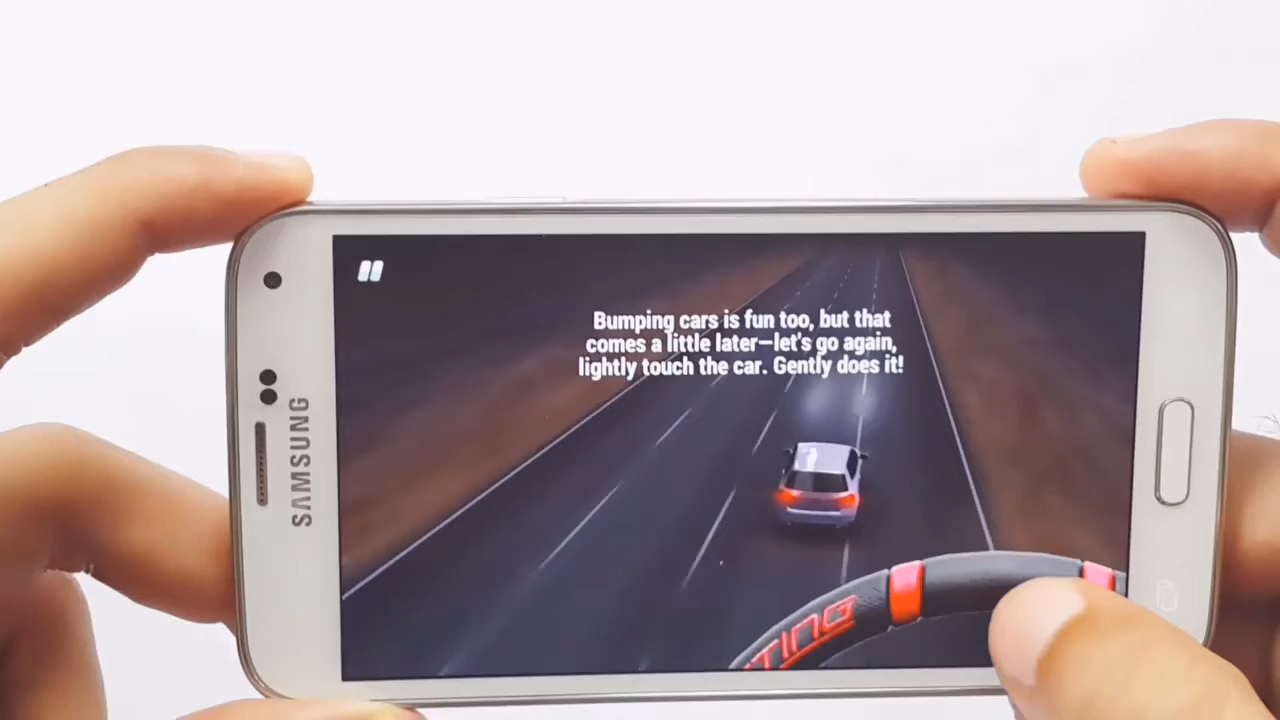 SAMSUNG
Bumping cars is fun too, but that
comes a little later—let's go again,
lightly touch the car. Gently does it!
TING